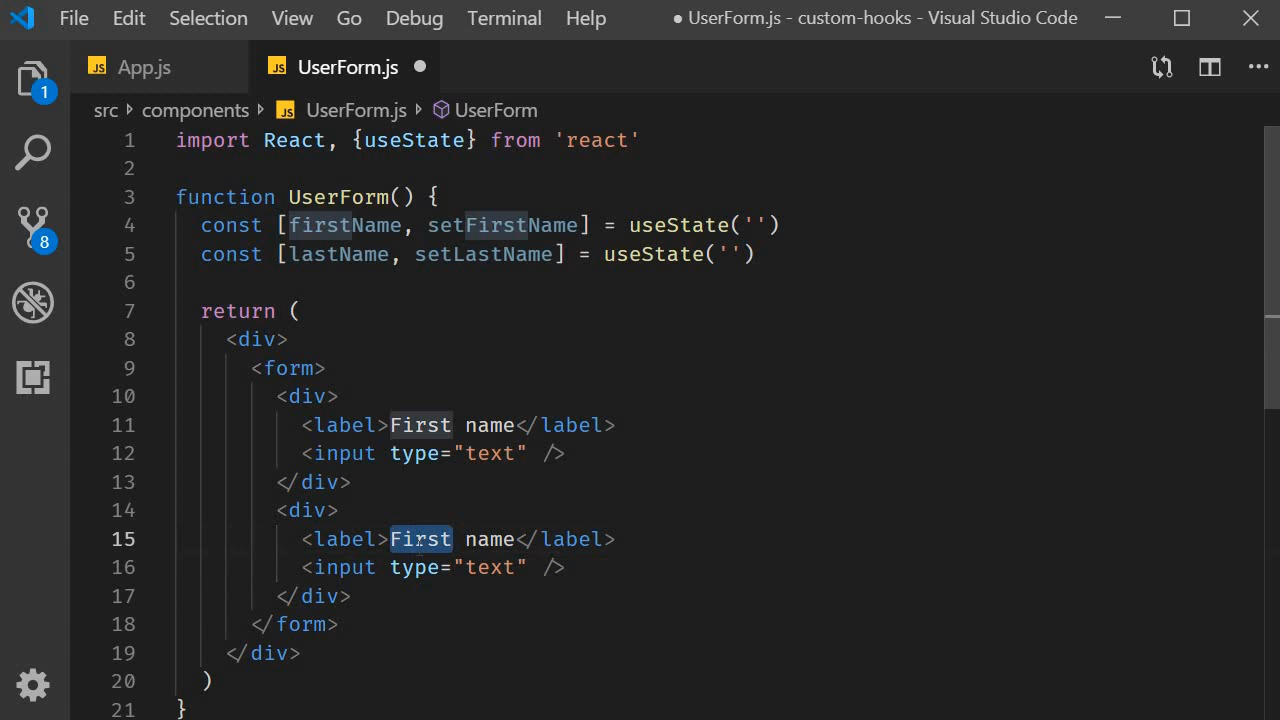 File Edit Selection View Go Debug Terminal Help ● UserForm.js - custom-hooks - Visual Studio Code
JS App.js JS UserForm.js
1
src components JS UserForm.js UserForm
1 import React, {useState} from 'react'
2
3 function UserForm() {
4 const [firstName, setFirstName] = useState('')
8
5 const [lastName, setLastName] = useState('')
6
7 return (
8 <div>
9 <form>
10 <div>
11 <label>First name</label>
12 <input type="text" />
13 </div>
14 <div>
15 <label>First name</label>
16 <input type="text" />
17 </div>
18 </form>
19 </div>
20 )
21 }